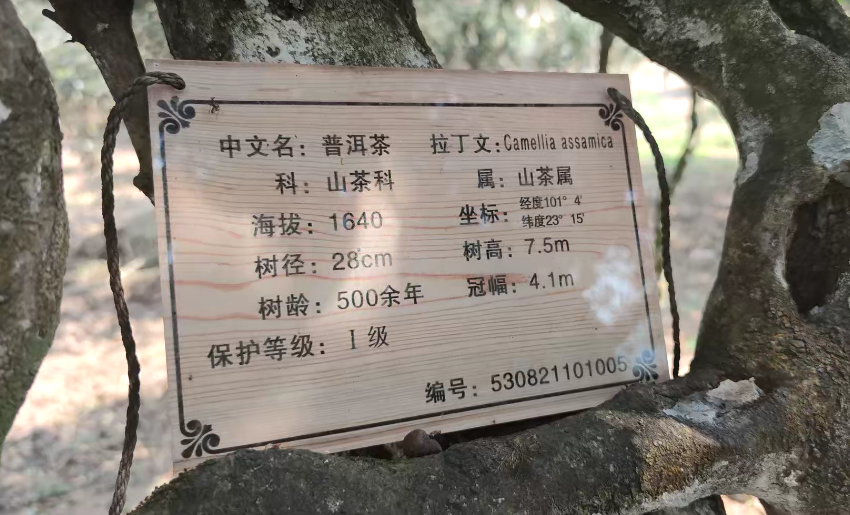 中文名：普洱茶 拉丁文：Camellia assamica
科：山茶科 属：山茶属
海拔：1640 坐标：经度101° 4' 纬度23° 15'
树径：28cm 树高：7.5m
树龄：500余年 冠幅：4.1m
保护等级：Ⅰ级
编号：530821101005